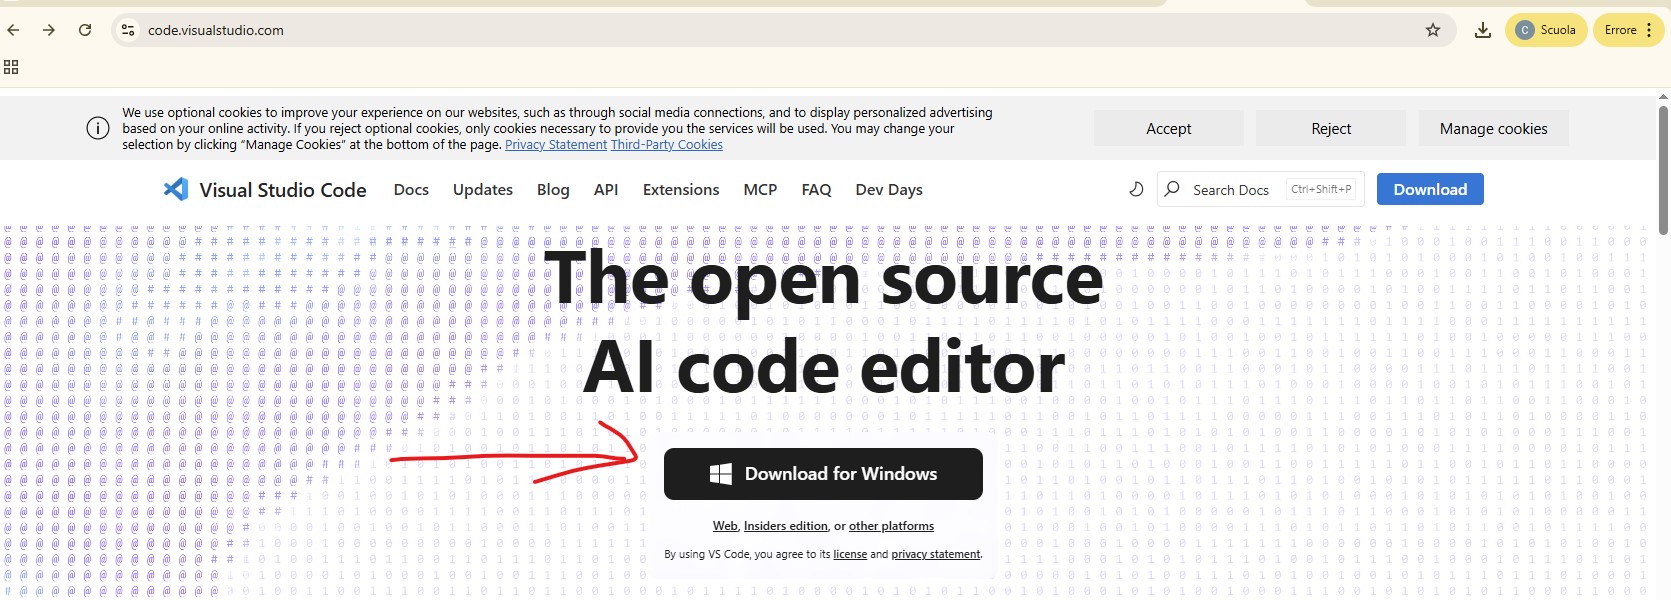 code.visualstudio.com
C Scuola
Errore
We use optional cookies to improve your experience on our websites, such as through social media connections, and to display personalized advertising
based on your online activity. If you reject optional cookies, only cookies necessary to provide you the services will be used. You may change your
selection by clicking “Manage Cookies” at the bottom of the page. Privacy Statement Third-Party Cookies
Accept
Reject
Manage cookies
Visual Studio Code
Docs
Updates
Blog
API
Extensions
MCP
FAQ
Dev Days
Search Docs
Ctrl+Shift+P
Download
The open source
AI code editor
Download for Windows
Web, Insiders edition, or other platforms
By using VS Code, you agree to its license and privacy statement.